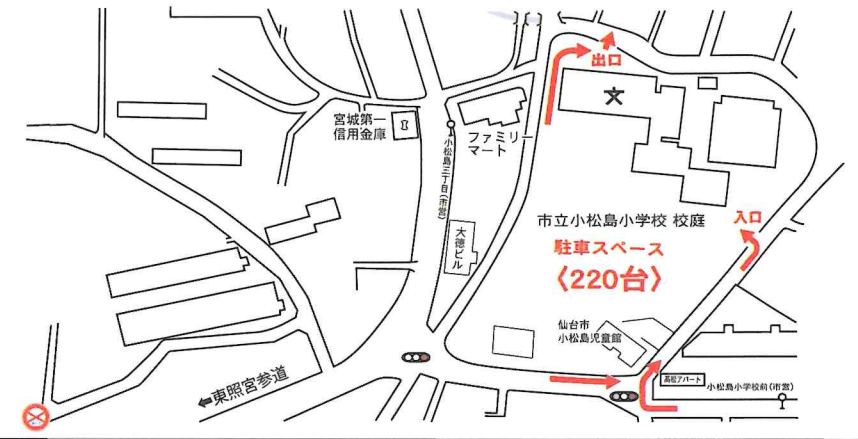 出口
文
宮城第一
信用金庫
ファミリー
マート
小松島三丁目(市営)
大徳ビル
市立小松島小学校 校庭
駐車スペース
〈220台〉
入口
仙台市
小松島児童館
高松アパート
小松島小学校前(市営)
←東照宮参道